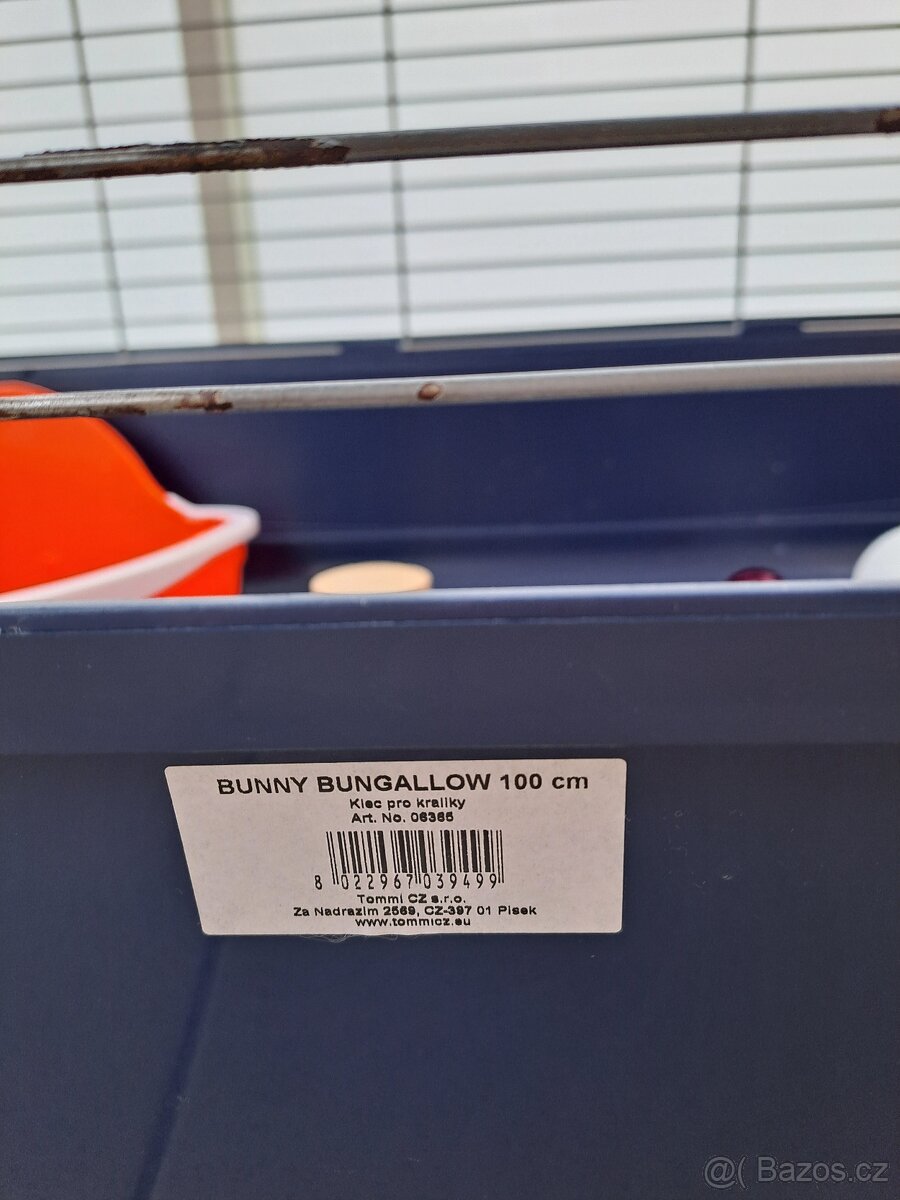 BUNNY BUNGALLOW 100 cm
Klec pro kraliky
Art. No. 06365
8 022967 039499
Tommi CZ s.r.o.
Za Nadrazim 2569, CZ-397 01 Pisek
www.tommicz.eu
@( Bazos.cz